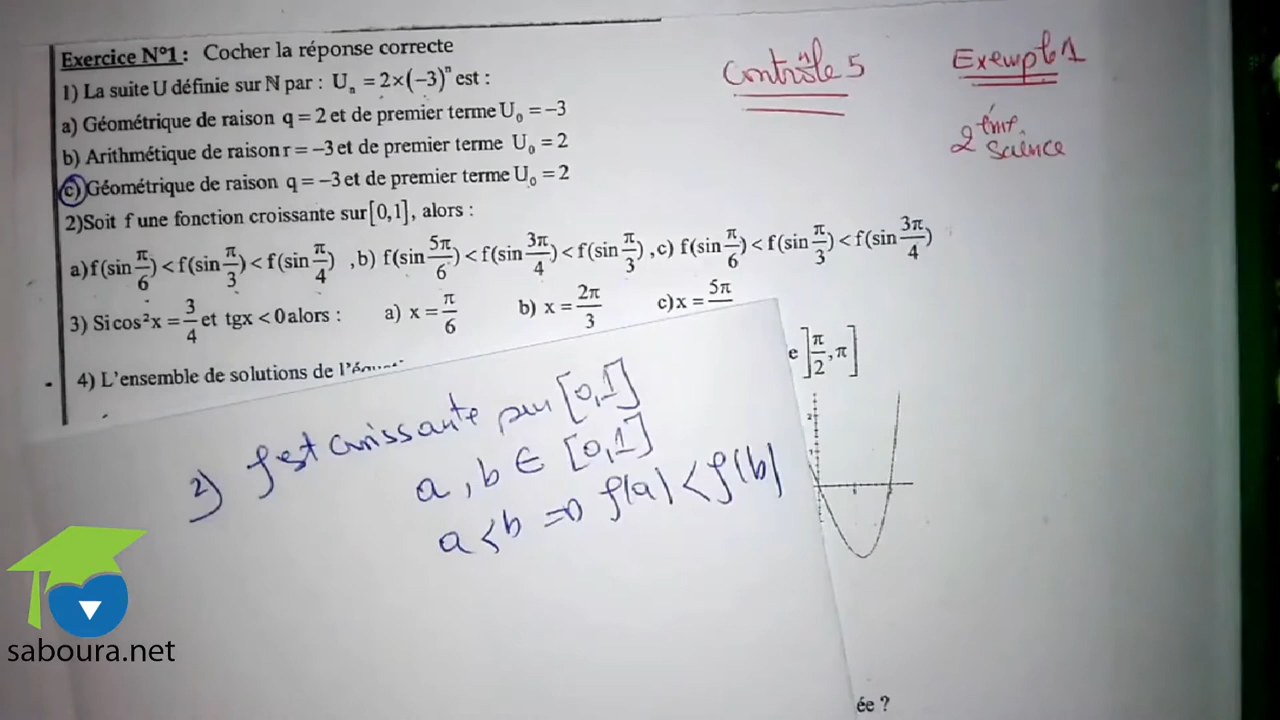 Exercice N°1 : Cocher la réponse correcte
1) La suite U définie sur ℕ par : Uₙ = 2×(−3)ⁿ est :
a) Géométrique de raison q = 2 et de premier terme U₀ = −3
b) Arithmétique de raison r = −3 et de premier terme U₀ = 2
c) Géométrique de raison q = −3 et de premier terme U₀ = 2
2)Soit f une fonction croissante sur [0,1], alors :
a) f(sin π/6) < f(sin π/3) < f(sin π/4) , b) f(sin 5π/6) < f(sin 3π/4) < f(sin π/3) , c) f(sin π/6) < f(sin π/3) < f(sin 3π/4)
3) Si cos²x = 3/4 et tgx < 0 alors : a) x = π/6 b) x = 2π/3 c) x = 5π
4) L'ensemble de solutions de
e ]π/2, π]
Contrôle n°5
Exemple 1
2 ème Science
2) f est croissante sur [0,1]
a, b ∈ [0,1]
a < b => f(a) < f(b)
2
ée ?
saboura.net